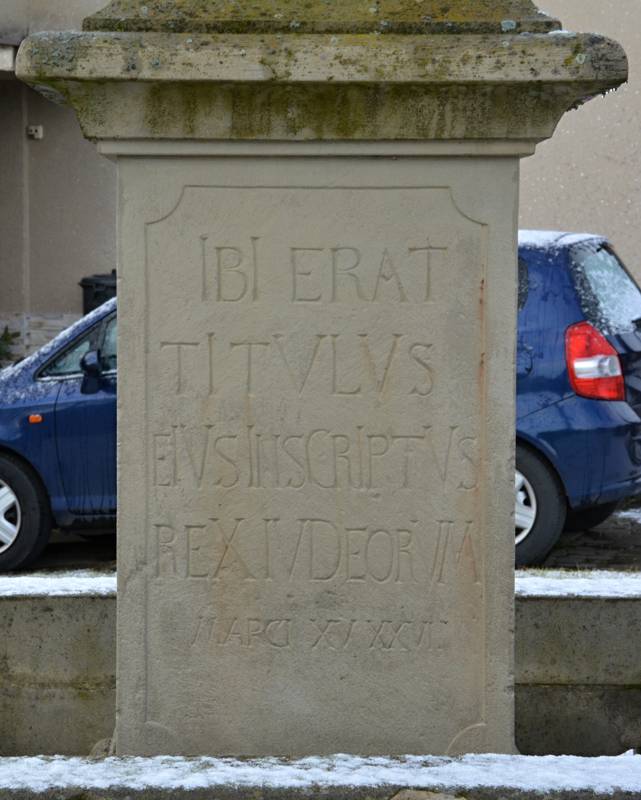 IBI ERAT
TITVLVS
EIVS INSCRIPTVS
REX IVDEORVM
MARCI XV XXVI